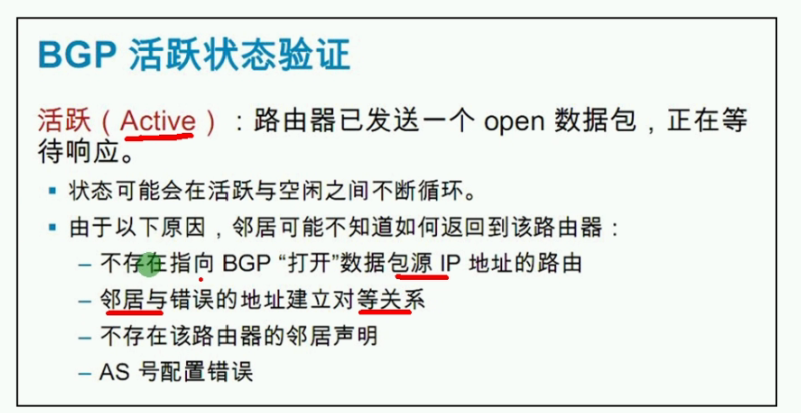 BGP 活跃状态验证
活跃（Active）：路由器已发送一个 open 数据包，正在等
待响应。
▪ 状态可能会在活跃与空闲之间不断循环。
▪ 由于以下原因，邻居可能不知道如何返回到该路由器：
– 不存在指向 BGP “打开”数据包源 IP 地址的路由
– 邻居与错误的地址建立对等关系
– 不存在该路由器的邻居声明
– AS 号配置错误